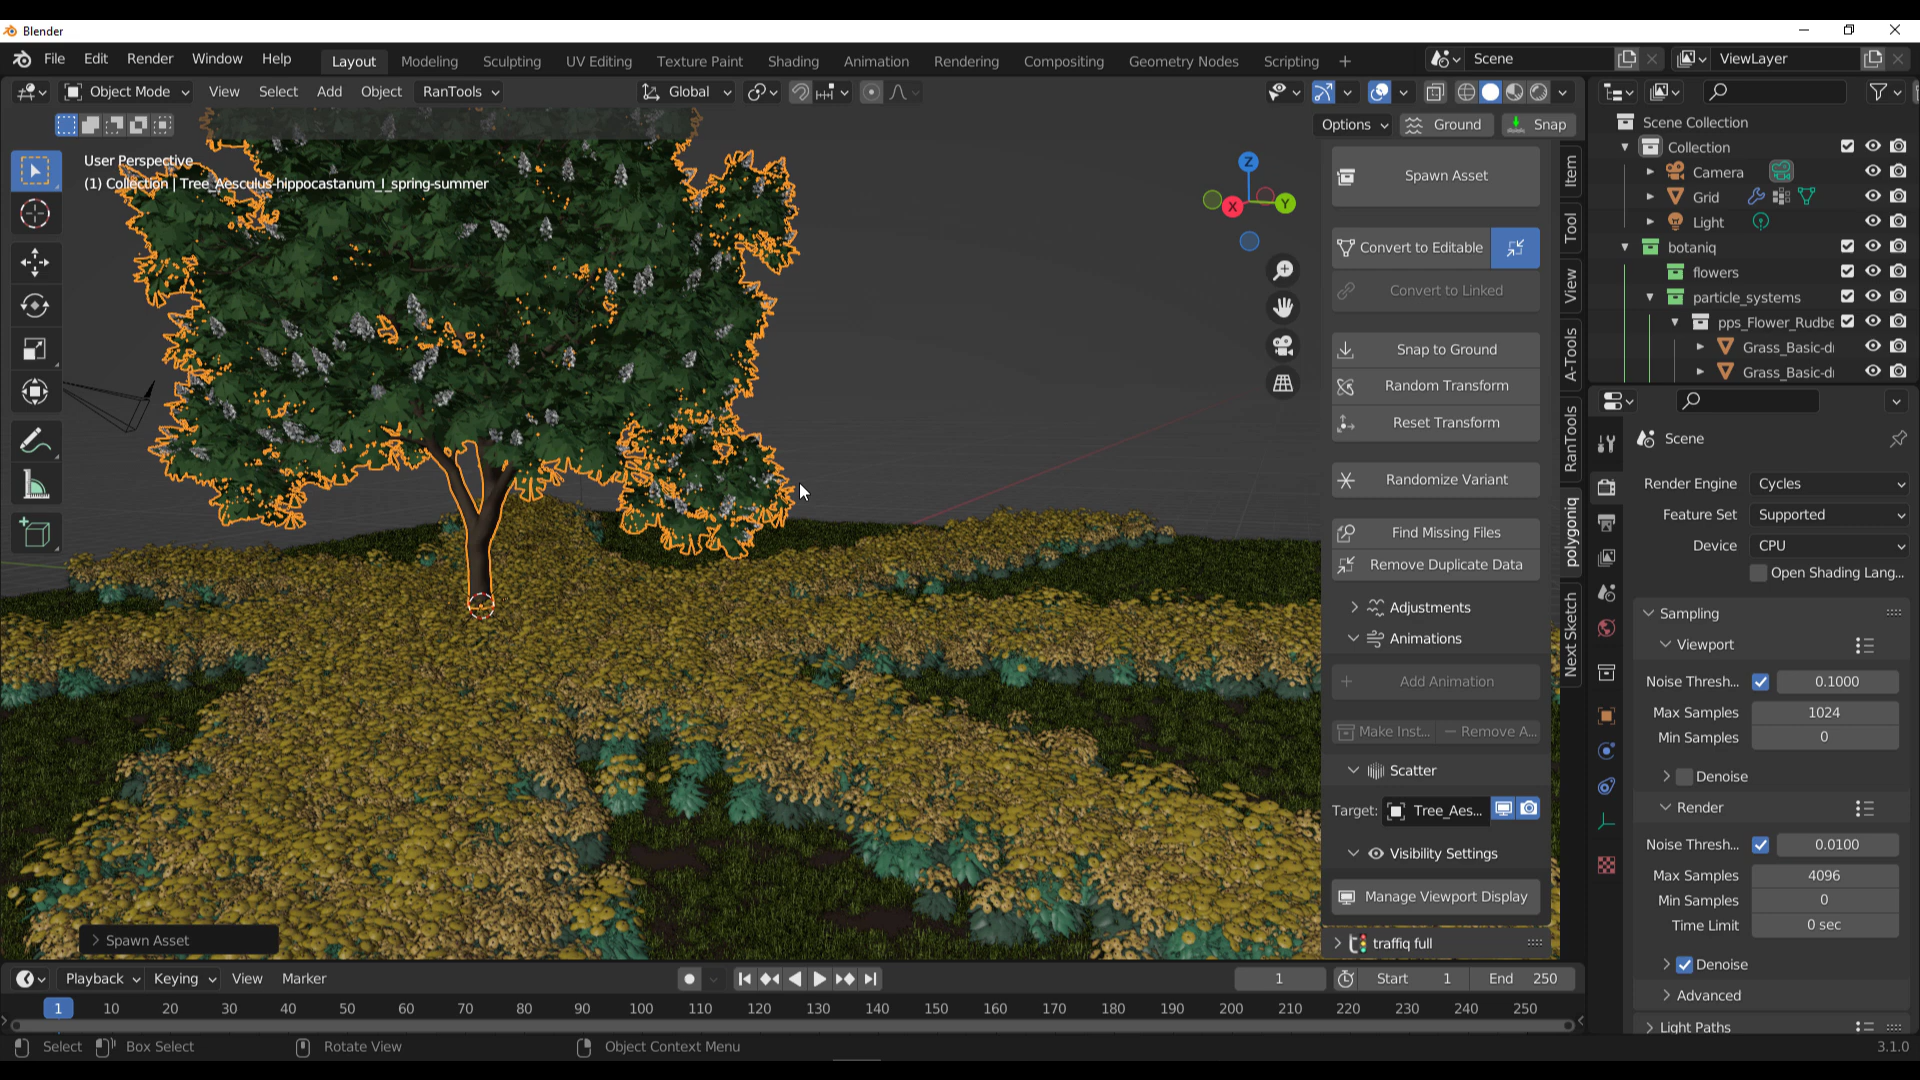 Blender
File Edit Render Window Help Layout Modeling Sculpting UV Editing Texture Paint Shading Animation Rendering Compositing Geometry Nodes Scripting + Scene ViewLayer
Object Mode View Select Add Object RanTools Global
Options Ground Snap
User Perspective
(1) Collection | Tree_Aesculus-hippocastanum_I_spring-summer
Z
Y
X
Spawn Asset
Convert to Editable
Convert to Linked
Snap to Ground
Random Transform
Reset Transform
Randomize Variant
Find Missing Files
Remove Duplicate Data
Adjustments
Animations
Add Animation
Make Inst... Remove A...
Scatter
Target: Tree_Aes...
Visibility Settings
Manage Viewport Display
traffiq full
Item
Tool
View
A-Tools
RanTools
polygoniq
Next Sketch
Scene Collection
Collection
Camera
Grid
Light
botaniq
flowers
particle_systems
pps_Flower_Rudbe
Grass_Basic-di
Grass_Basic-di
Scene
Render Engine Cycles
Feature Set Supported
Device CPU
Open Shading Lang...
Sampling
Viewport
Noise Thresh... 0.1000
Max Samples 1024
Min Samples 0
Denoise
Render
Noise Thresh... 0.0100
Max Samples 4096
Min Samples 0
Time Limit 0 sec
Denoise
Advanced
Light Paths
Spawn Asset
Playback Keying View Marker 1 Start 1 End 250
1 10 20 30 40 50 60 70 80 90 100 110 120 130 140 150 160 170 180 190 200 210 220 230 240 250
Select Box Select Rotate View Object Context Menu 3.1.0